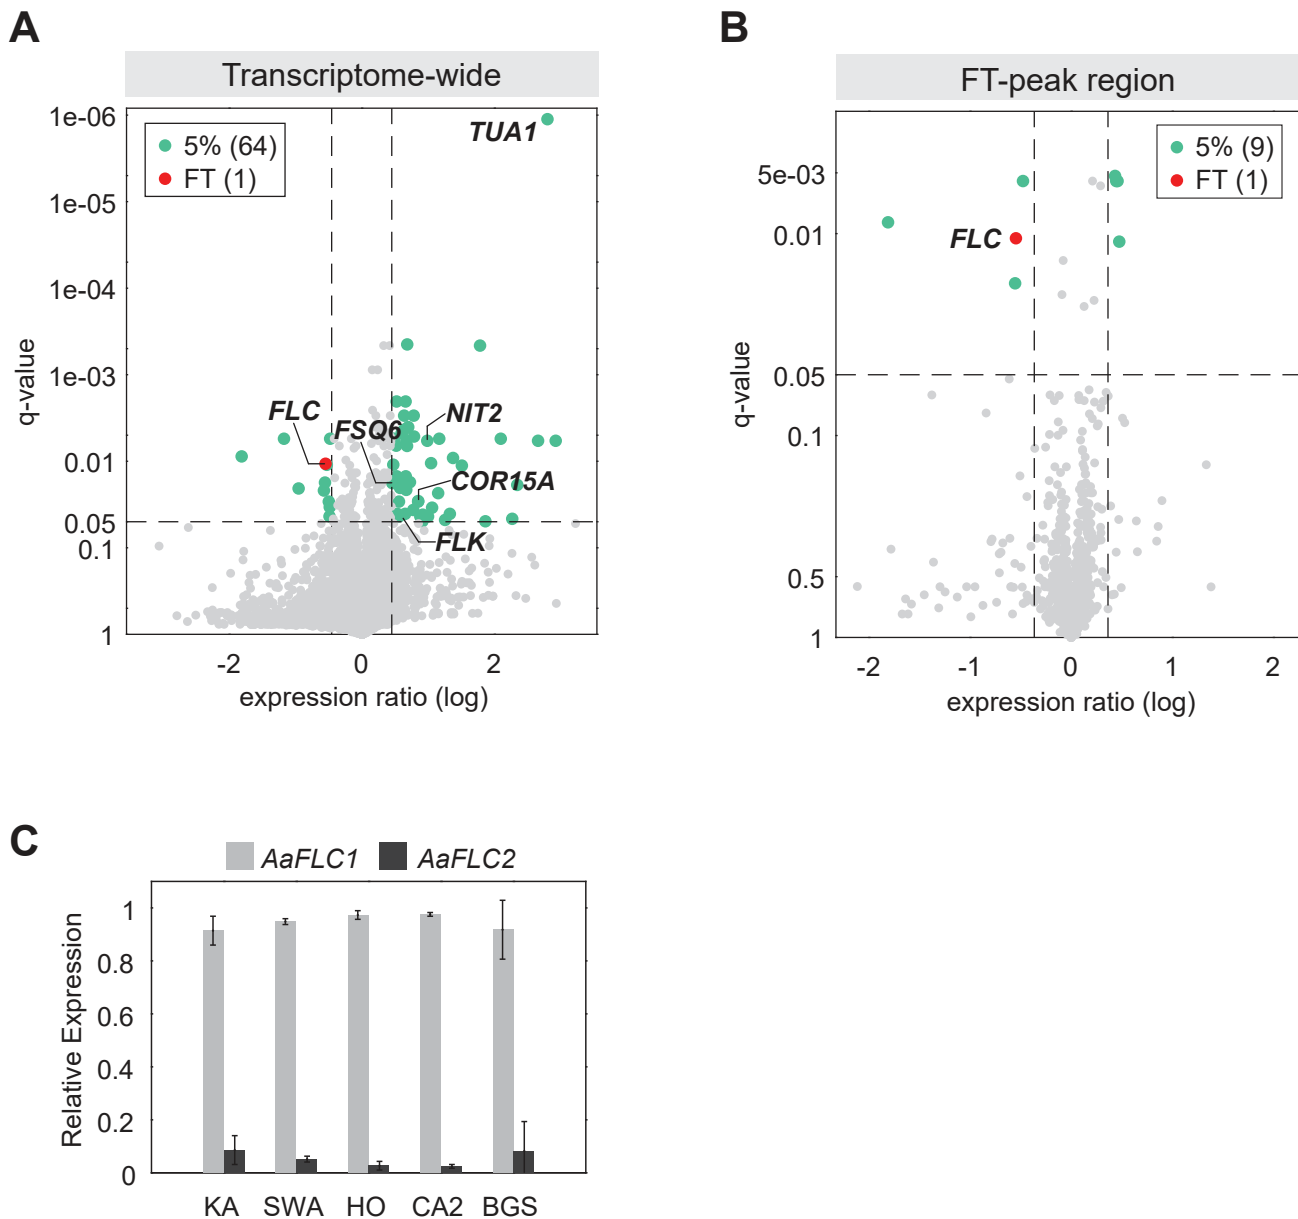 A
Transcriptome-wide
5% (64)
FT (1)
TUA1
FLC
FSQ6
NIT2
COR15A
FLK
1e-06
1e-05
1e-04
1e-03
0.01
0.05
0.1
1
q-value
-2 0 2
expression ratio (log)
B
FT-peak region
5% (9)
FT (1)
FLC
5e-03
0.01
0.05
0.1
0.5
1
q-value
-2 -1 0 1 2
expression ratio (log)
C
AaFLC1 AaFLC2
1
0.8
0.6
0.4
0.2
0
Relative Expression
KA SWA HO CA2 BGS